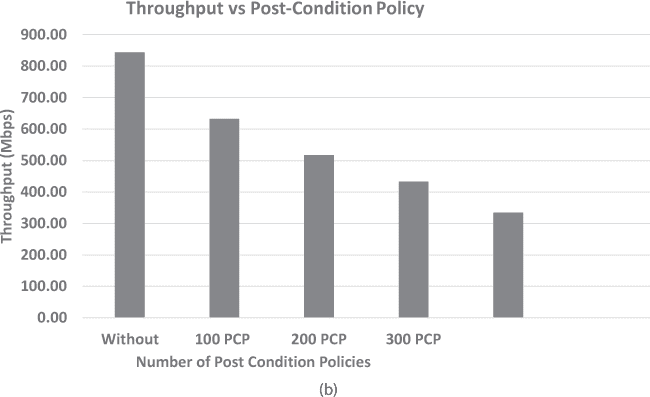 Throughput vs Post-Condition Policy
Throughput (Mbps)
900.00
800.00
700.00
600.00
500.00
400.00
300.00
200.00
100.00
0.00
Without 100 PCP 200 PCP 300 PCP
Number of Post Condition Policies
(b)